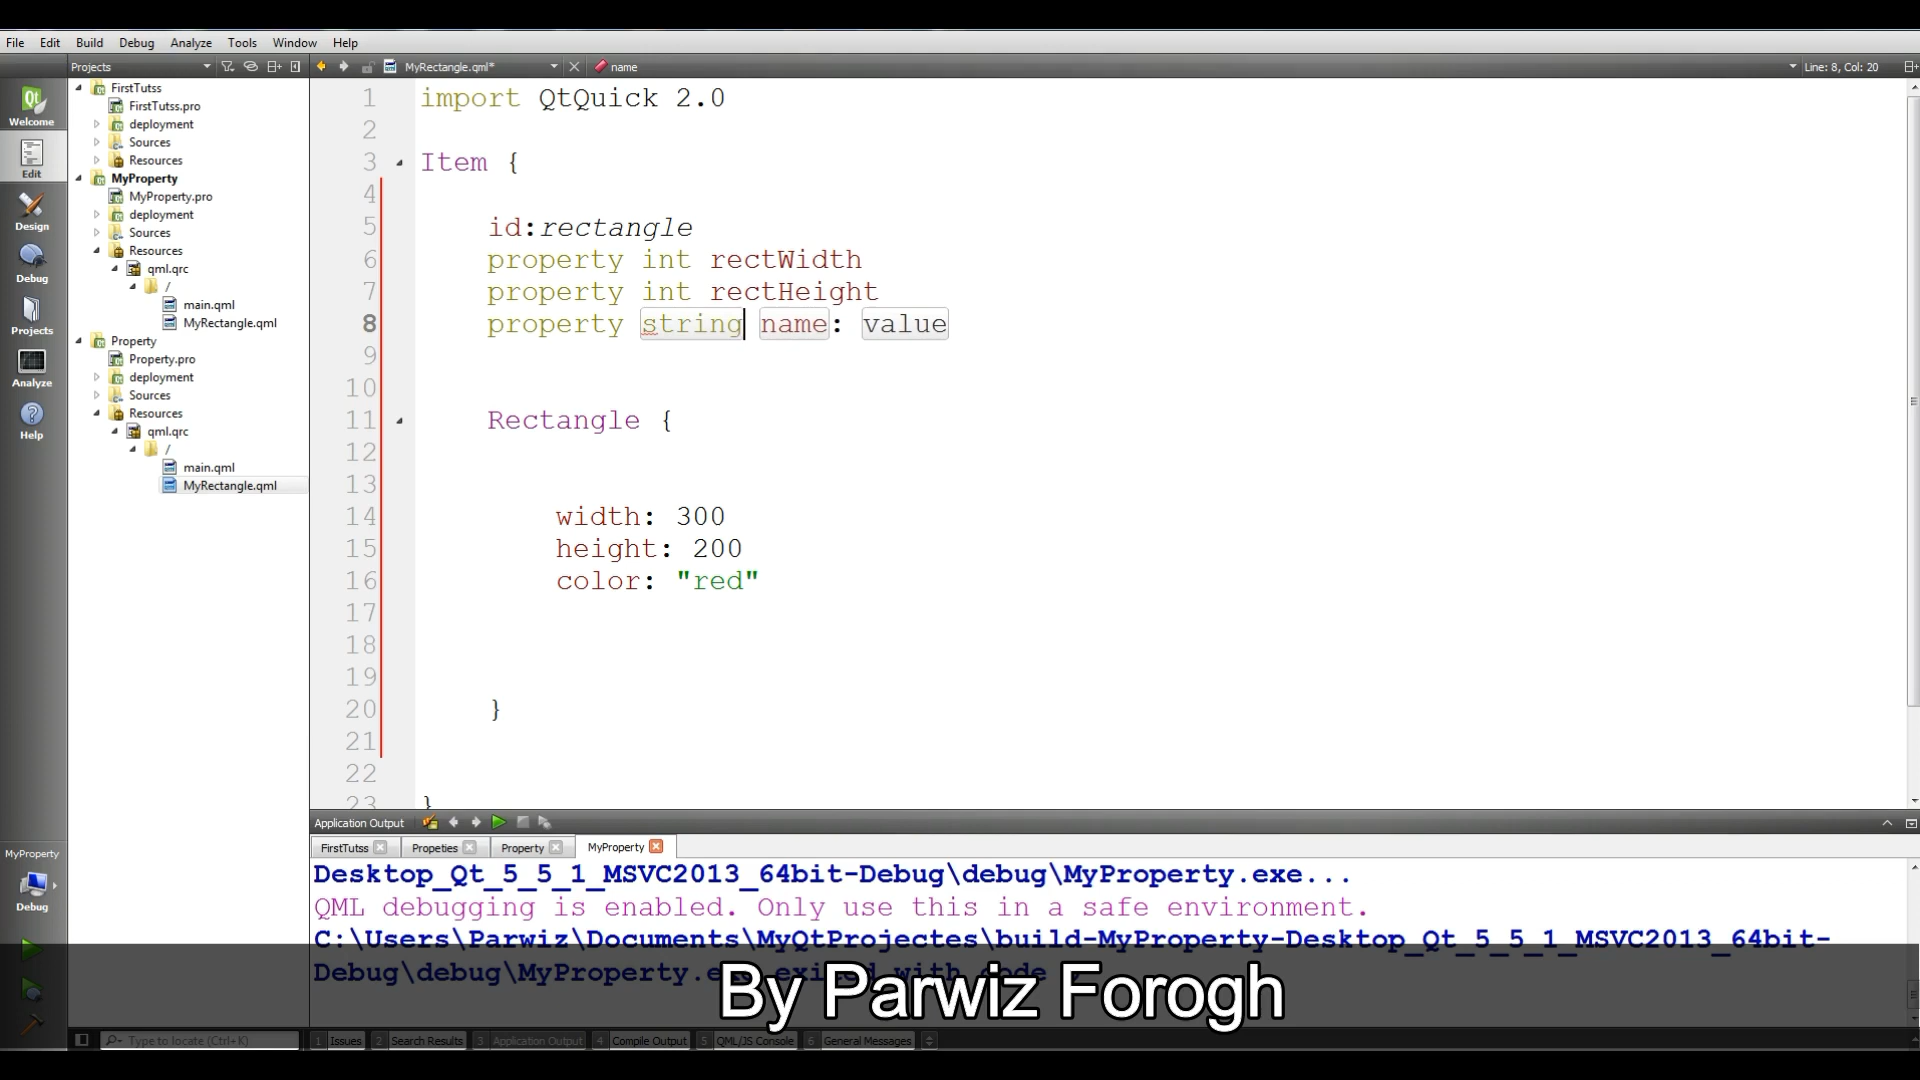 File Edit Build Debug Analyze Tools Window Help
Projects MyRectangle.qml* name Line: 8, Col: 20
Welcome
Edit
Design
Debug
Projects
Analyze
Help
MyProperty
Debug
FirstTutss
FirstTutss.pro
deployment
Sources
Resources
MyProperty
MyProperty.pro
deployment
Sources
Resources
qml.qrc
/
main.qml
MyRectangle.qml
Property
Property.pro
deployment
Sources
Resources
qml.qrc
/
main.qml
MyRectangle.qml
1 import QtQuick 2.0
2
3 Item {
4
5 id:rectangle
6 property int rectWidth
7 property int rectHeight
8 property string name: value
9
10
11 Rectangle {
12
13
14 width: 300
15 height: 200
16 color: "red"
17
18
19
20 }
21
22
23 }
Application Output
FirstTutss Propeties Property MyProperty
Desktop_Qt_5_5_1_MSVC2013_64bit-Debug\debug\MyProperty.exe...
QML debugging is enabled. Only use this in a safe environment.
C:\Users\Parwiz\Documents\MyQtProjectes\build-MyProperty-Desktop_Qt_5_5_1_MSVC2013_64bit-
Debug\debug\MyProperty.exe exited with code
By Parwiz Forogh
Type to locate (Ctrl+K) 1 Issues 2 Search Results 3 Application Output 4 Compile Output 5 QML/JS Console 6 General Messages